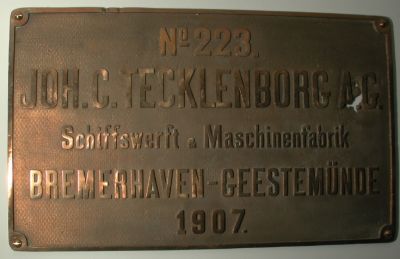 No 223.
JOH. C. TECKLENBORG A.G.
Schiffswerft & Maschinenfabrik
BREMERHAVEN-GEESTEMÜNDE
1907.